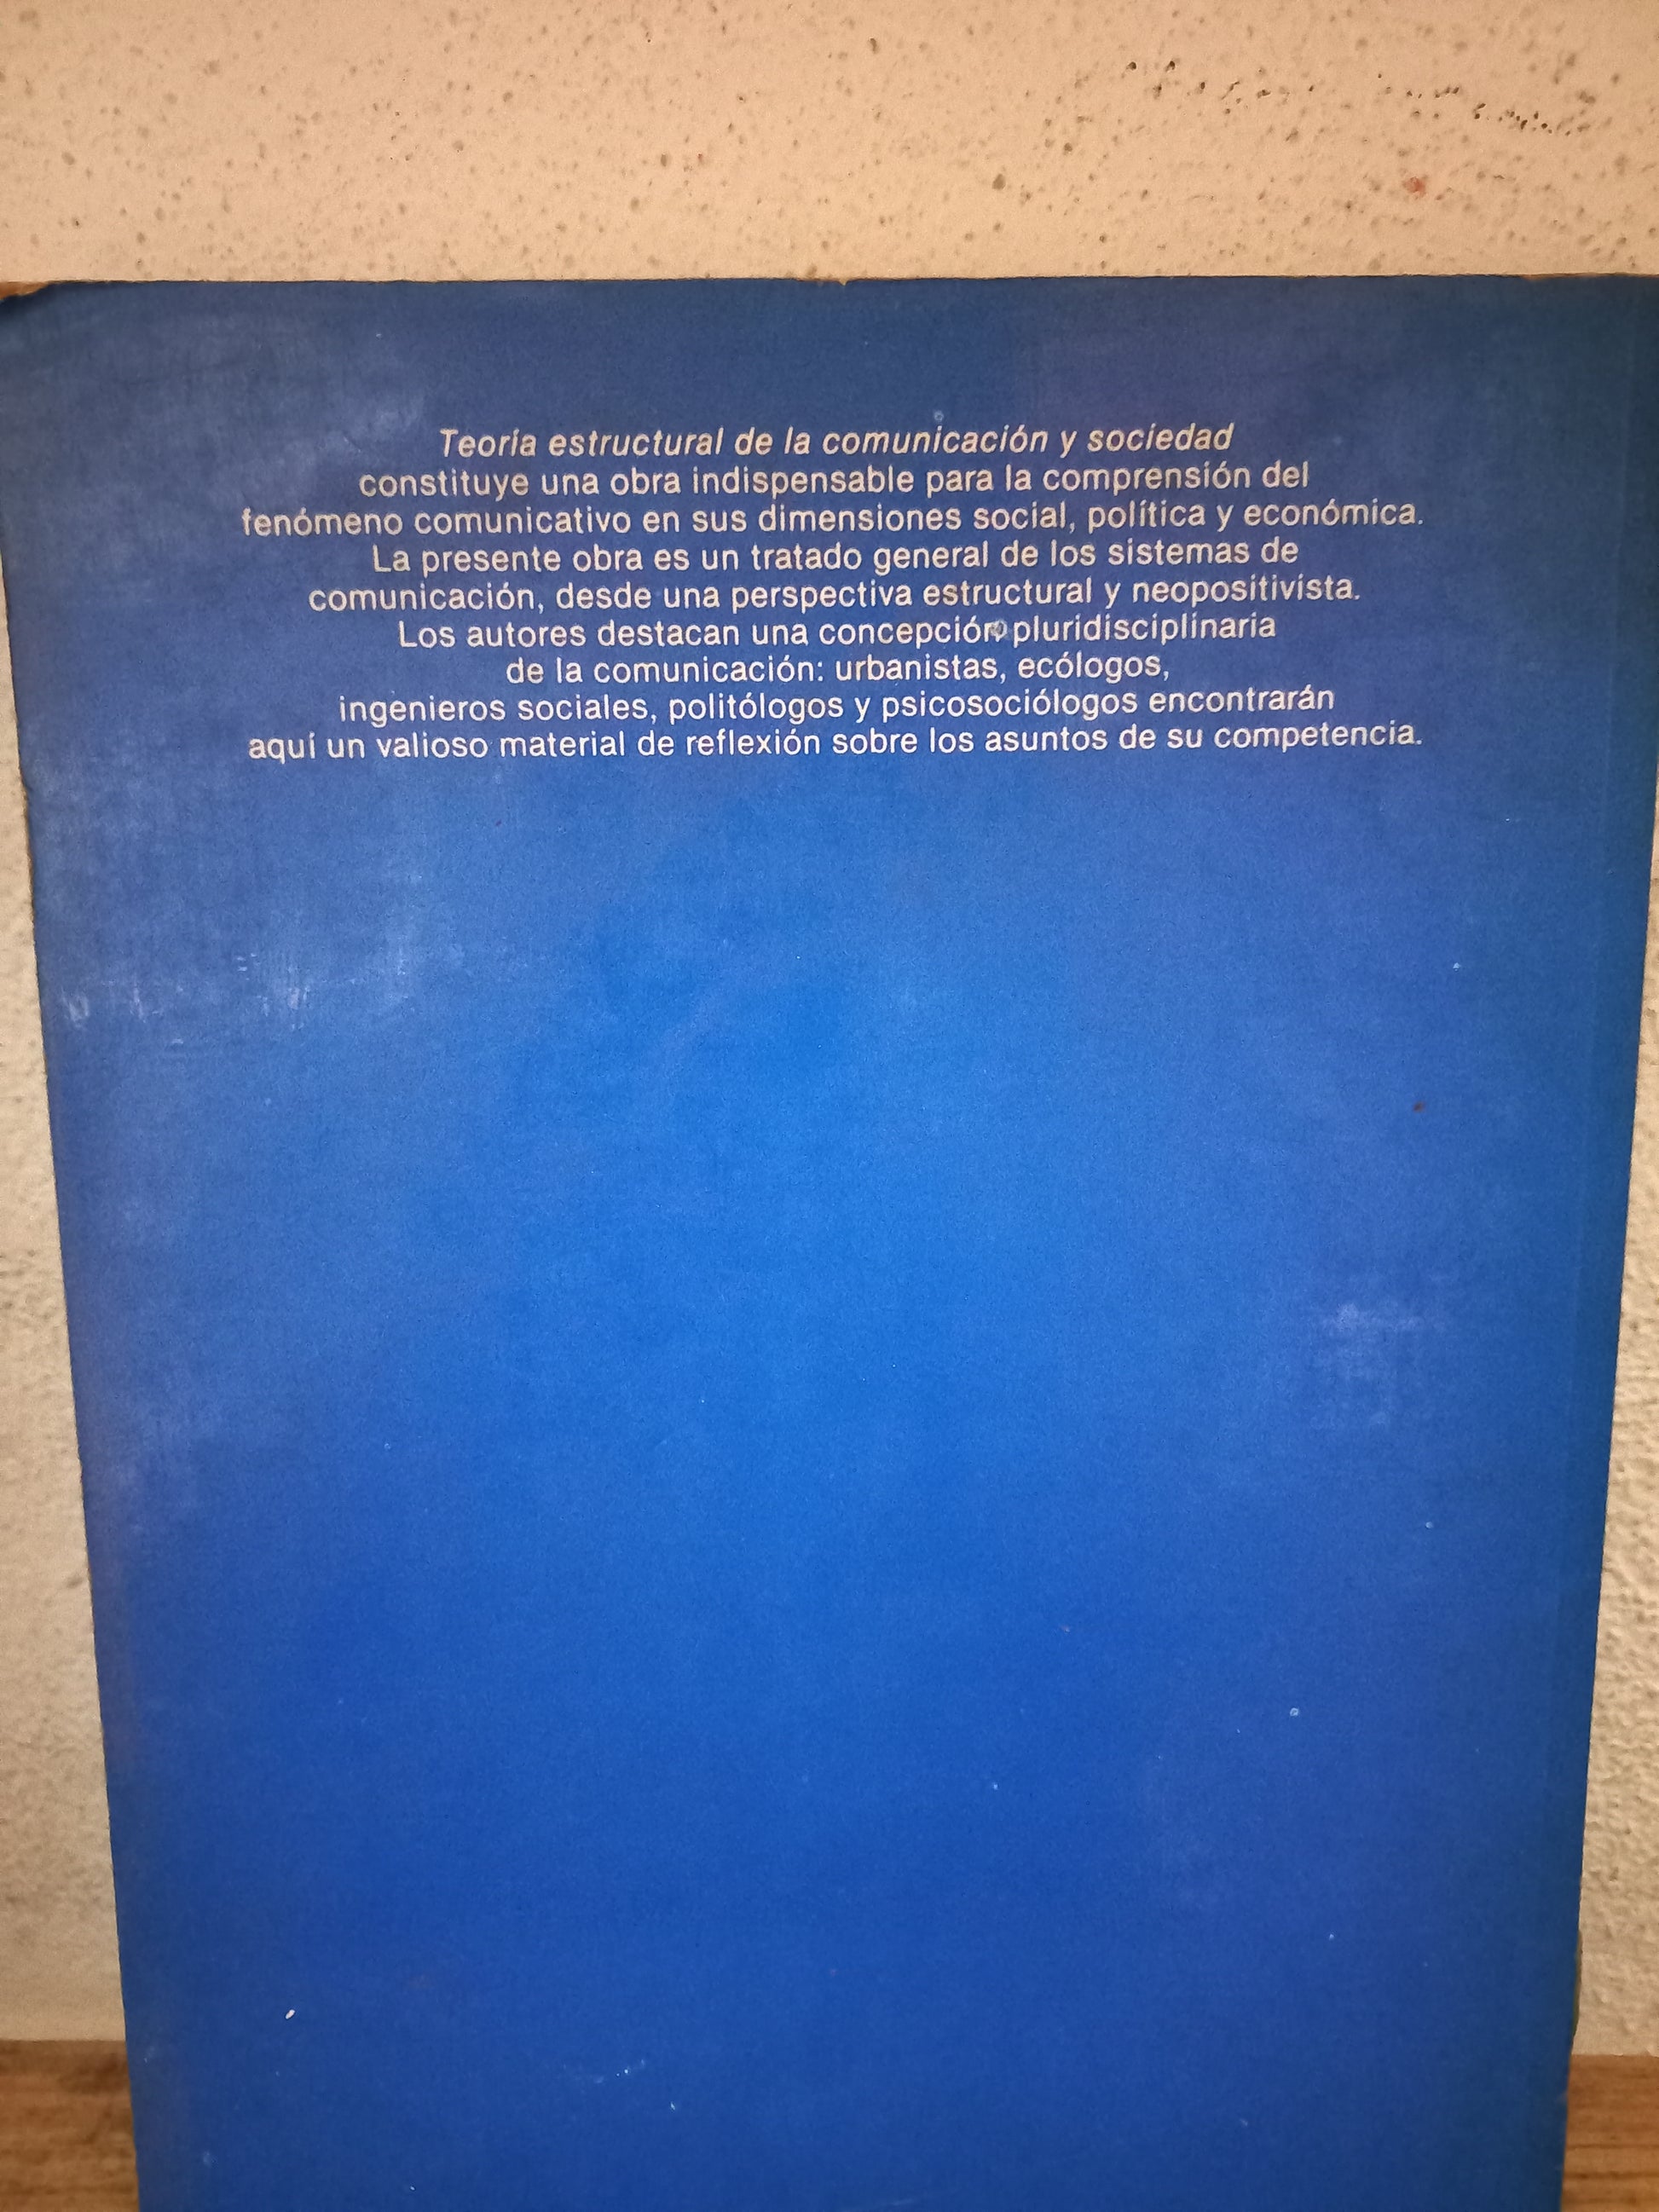 Teoría estructural de la comunicación y sociedad
constituye una obra indispensable para la comprensión del
fenómeno comunicativo en sus dimensiones social, política y económica.
La presente obra es un tratado general de los sistemas de
comunicación, desde una perspectiva estructural y neopositivista.
Los autores destacan una concepción pluridisciplinaria
de la comunicación: urbanistas, ecólogos,
ingenieros sociales, politólogos y psicosociólogos encontrarán
aquí un valioso material de reflexión sobre los asuntos de su competencia.